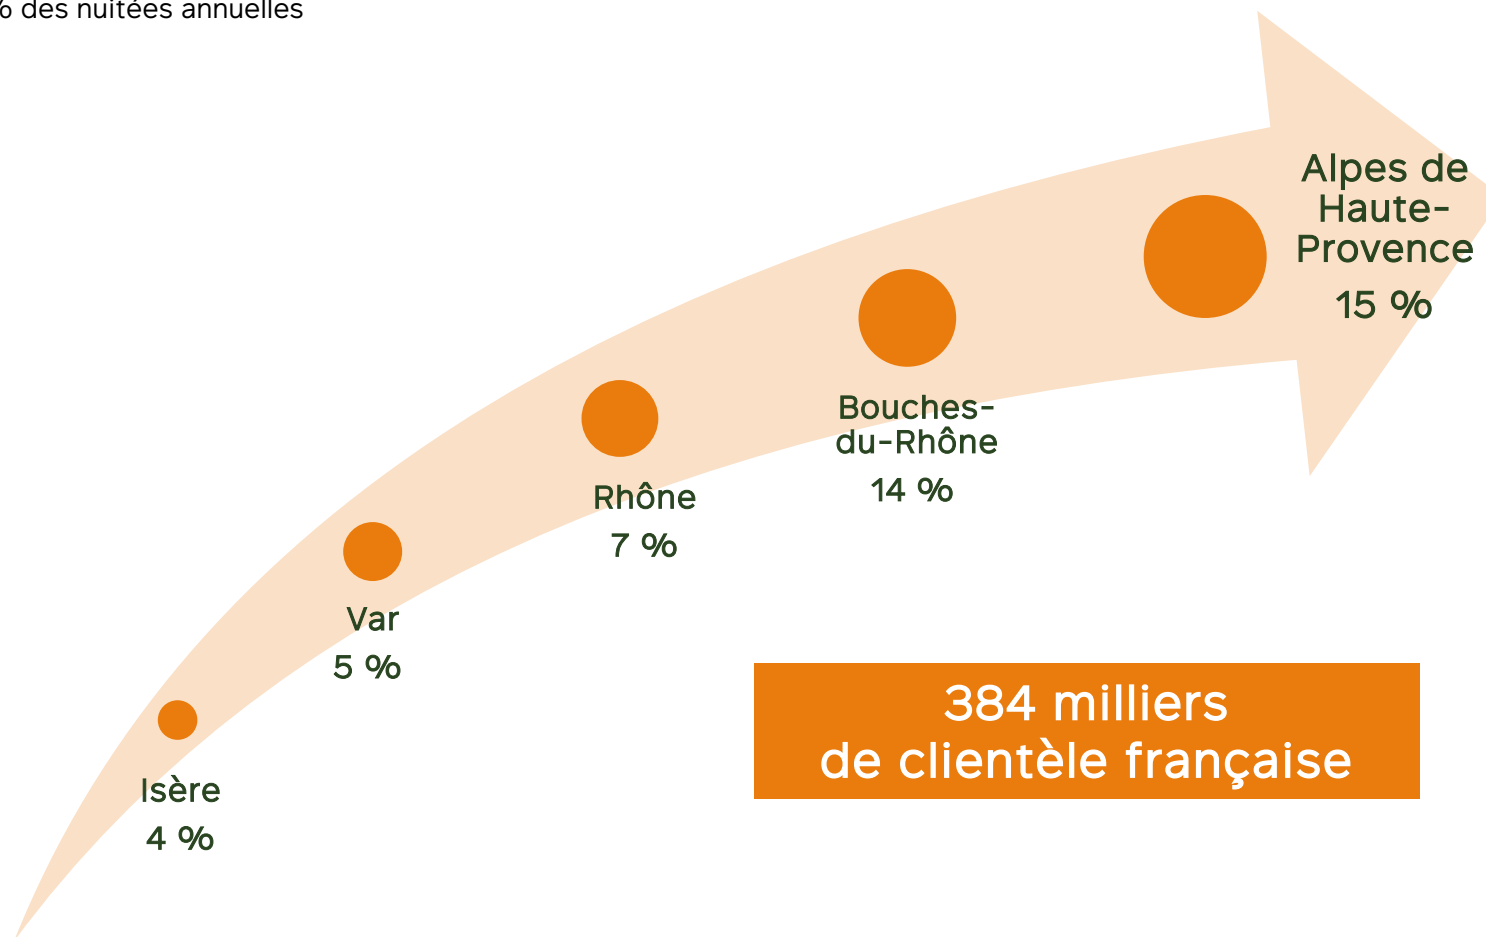 % des nuitées annuelles
Alpes de
Haute-
Provence
15 %
Bouches-
du-Rhône
14 %
Rhône
7 %
Var
5 %
Isère
4 %
384 milliers
de clientèle française